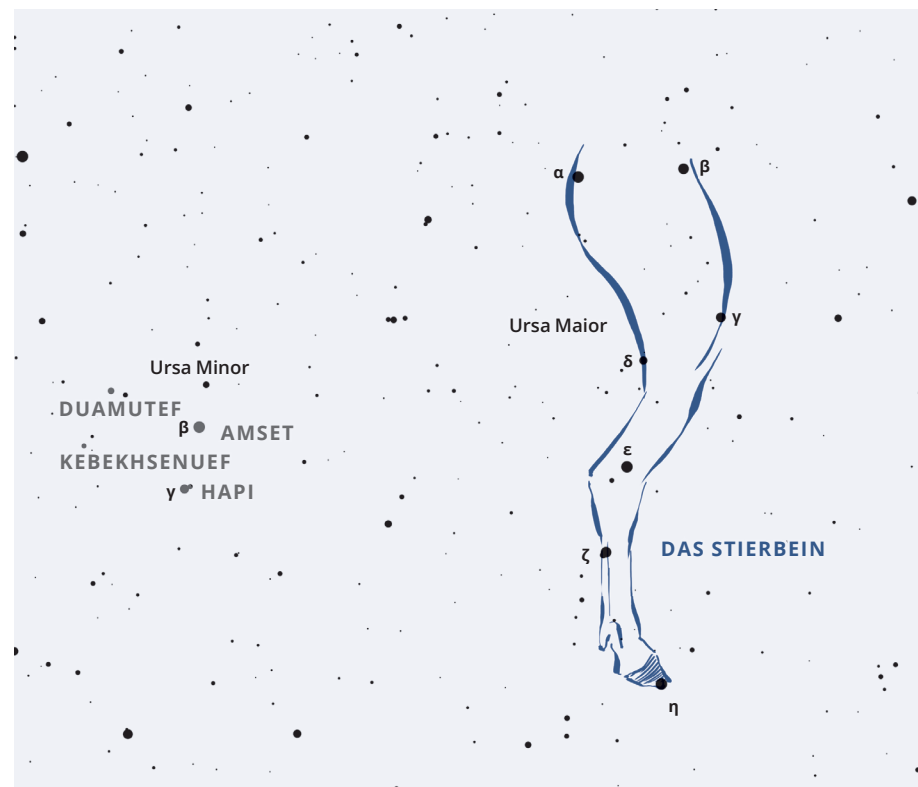 α
β
Ursa Maior
γ
δ
Ursa Minor
DUAMUTEF
β
AMSET
ε
KEBEKHSENUEF
γ
HAPI
ζ
DAS STIERBEIN
η